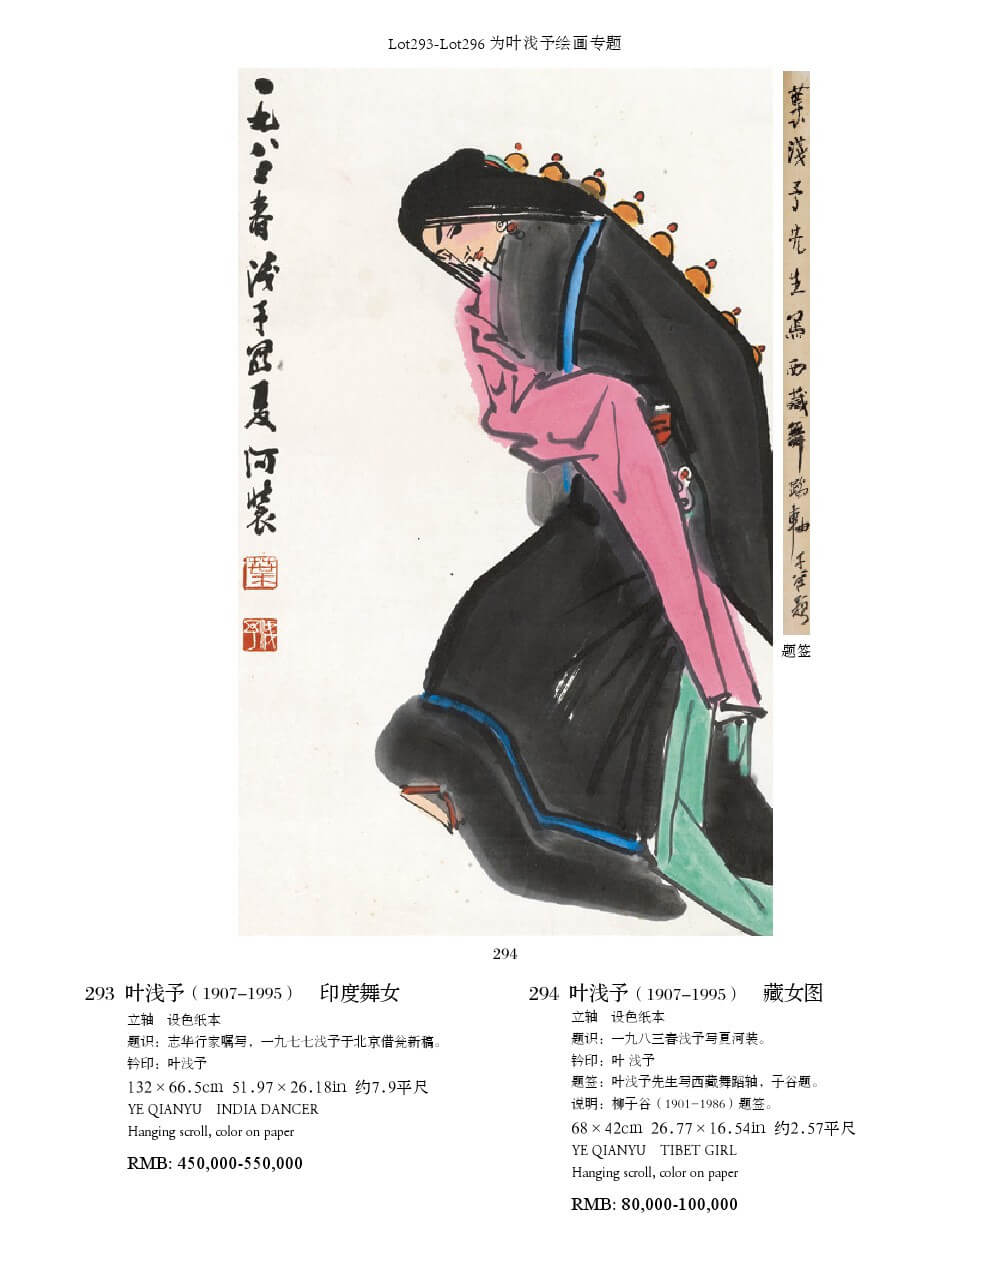 Lot293-Lot296 为叶浅予绘画专题
一九八三春浅予写夏河装
葉
浅予
葉淺予先生写西藏舞蹈軸 子谷題
题签
294
293 叶浅予（1907–1995） 印度舞女
立轴 设色纸本
题识：志华行家嘱写，一九七七浅予于北京借瓮新稿。
钤印：叶浅予
132×66.5cm 51.97×26.18in 约7.9平尺
YE QIANYU INDIA DANCER
Hanging scroll, color on paper
RMB: 450,000-550,000
294 叶浅予（1907–1995） 藏女图
立轴 设色纸本
题识：一九八三春浅予写夏河装。
钤印：叶 浅予
题签：叶浅予先生写西藏舞蹈轴，子谷题。
说明：柳子谷（1901-1986）题签。
68×42cm 26.77×16.54in 约2.57平尺
YE QIANYU TIBET GIRL
Hanging scroll, color on paper
RMB: 80,000-100,000